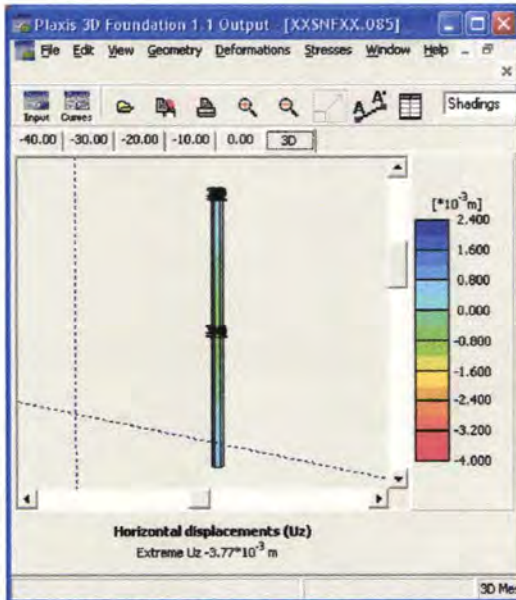 Plaxis 3D Foundation 1.1 Output - [XXSNFXX.085]
File Edit View Geometry Deformations Stresses Window Help
Input Curves A A* Shadings
-40.00 -30.00 -20.00 -10.00 0.00 3D
[*10-3m]
2.400
1.600
0.800
0.000
-0.800
-1.600
-2.400
-3.200
-4.000
Horizontal displacements (Uz)
Extreme Uz -3.77*10-3 m
3D Mes